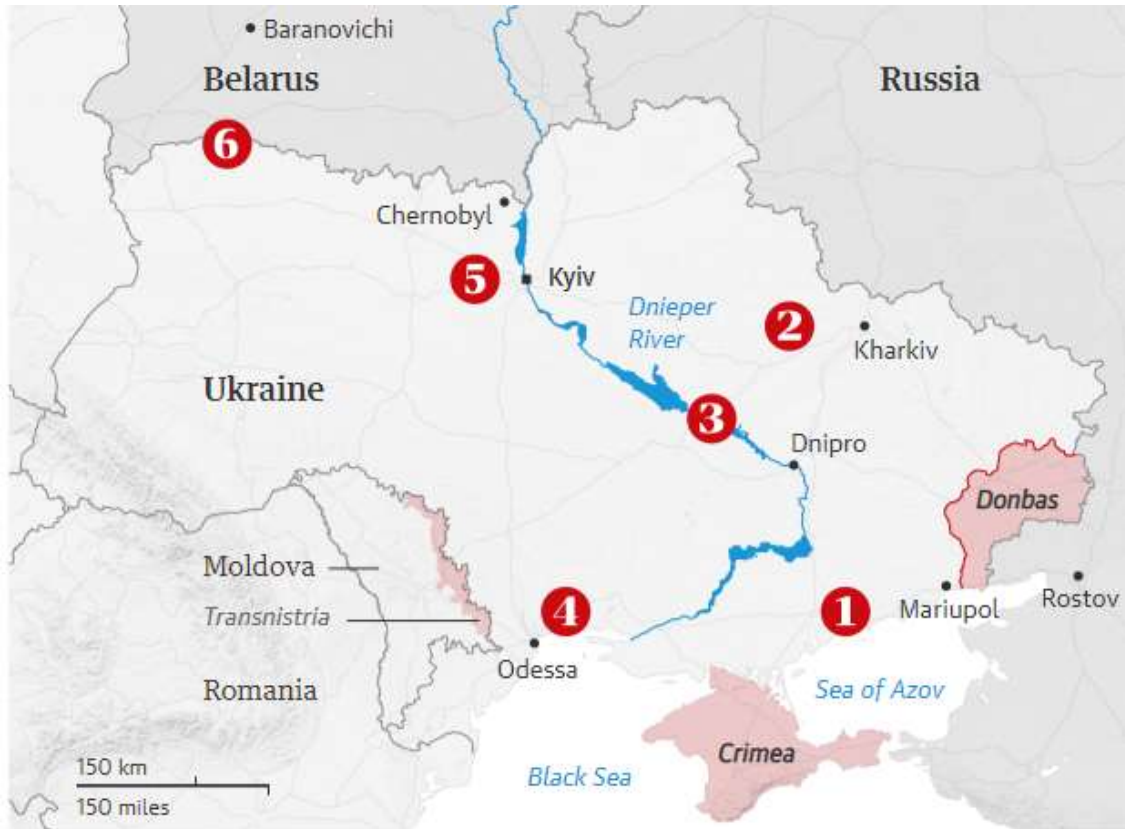 Baranovichi
Belarus
Russia
6
Chernobyl
5
Kyiv
Dnieper
River
2
Kharkiv
Ukraine
3
Dnipro
Donbas
Moldova
Transnistria
4
1
Mariupol
Rostov
Odessa
Romania
Sea of Azov
Crimea
Black Sea
150 km
150 miles